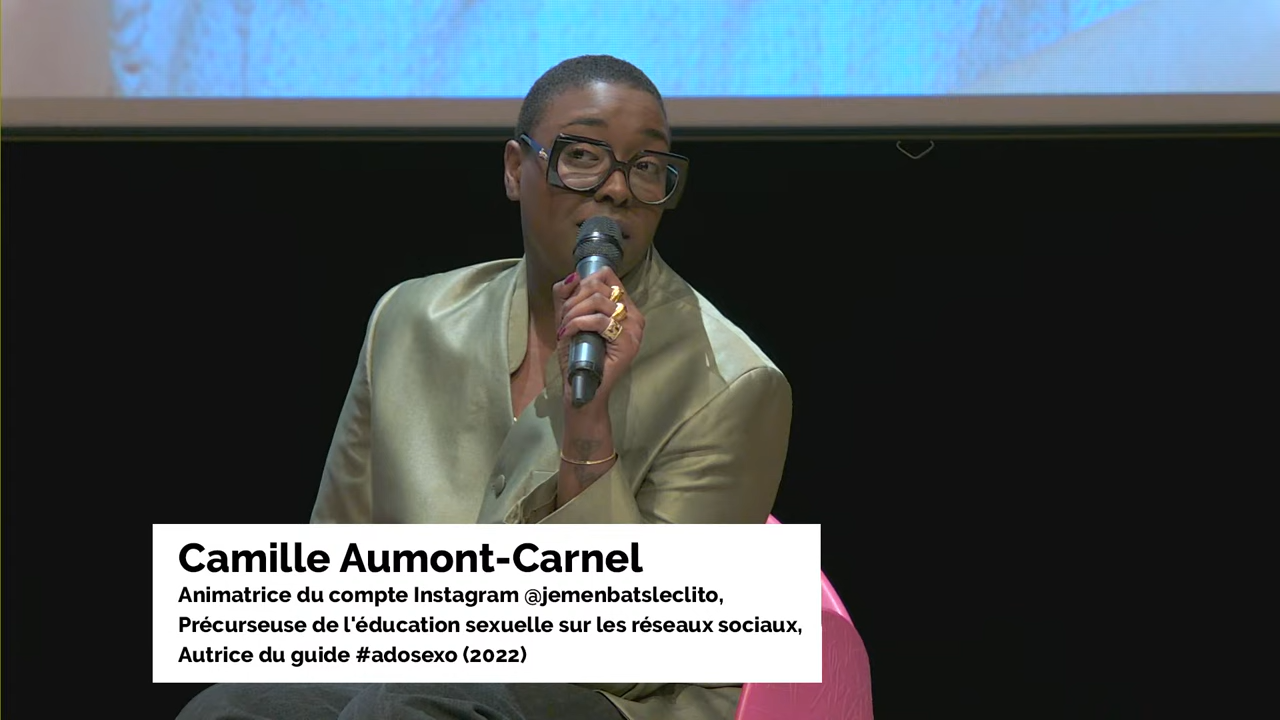 Camille Aumont-Carnel
Animatrice du compte Instagram @jemenbatsleclito,
Précurseuse de l'éducation sexuelle sur les réseaux sociaux,
Autrice du guide #adosexo (2022)